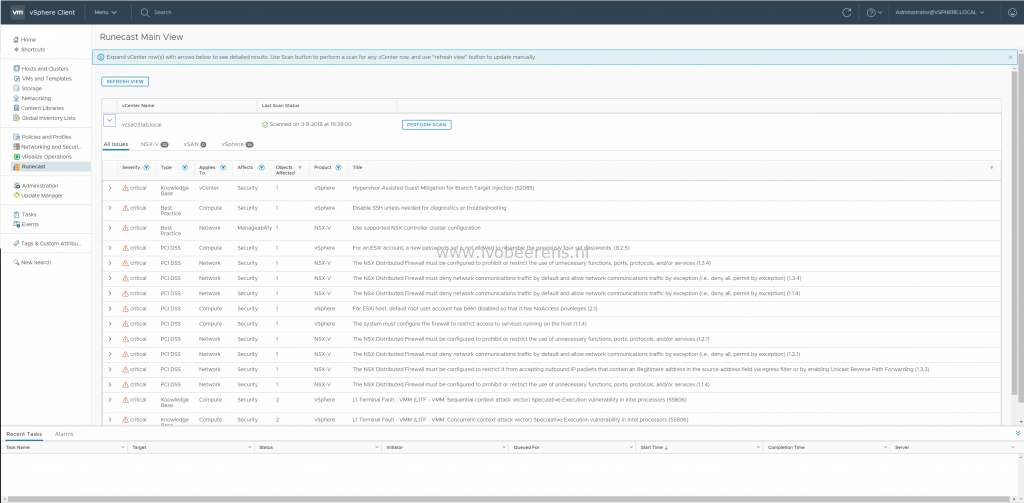 vm vSphere Client Menu Search Administrator@VSPHERE.LOCAL
Home
Shortcuts
Hosts and Clusters
VMs and Templates
Storage
Networking
Content Libraries
Global Inventory Lists
Policies and Profiles
Networking and Securi...
vRealize Operations
Runecast
Administration
Update Manager
Tasks
Events
Tags & Custom Attribu...
New Search
Runecast Main View
Expand vCenter row(s) with arrows below to see detailed results. Use Scan button to perform a scan for any vCenter row, and use "refresh view" button to update manually.
REFRESH VIEW
vCenter Name Last Scan Status
vcsa03.lab.local Scanned on 3-9-2018 at 19:39:00 PERFORM SCAN
All issues NSX-V vSAN vSphere
Severity Type Applies To Affects Objects Affected Product Title
critical Knowledge Base vCenter Security 1 vSphere Hypervisor-Assisted Guest Mitigation for Branch Target injection (52085)
critical Best Practice Compute Security 1 vSphere Disable SSH unless needed for diagnostics or troubleshooting
critical Best Practice Network Manageability 1 NSX-V Use supported NSX Controller cluster configuration
critical PCI DSS Compute Security 1 vSphere For an ESXi account, a new passwords set is not allowed to resemble the previously four set passwords. (8.2.5)
www.ivobeerens.nl
critical PCI DSS Network Security 1 NSX-V The NSX Distributed Firewall must be configured to prohibit or restrict the use of unnecessary functions, ports, protocols, and/or services (1.3.4)
critical PCI DSS Network Security 1 NSX-V The NSX Distributed Firewall must deny network communications traffic by default and allow network communications traffic by exception (i.e., deny all, permit by exception) (1.3.4)
critical PCI DSS Network Security 1 NSX-V The NSX Distributed Firewall must deny network communications traffic by default and allow network communications traffic by exception (i.e., deny all, permit by exception) (1.1.4)
critical PCI DSS Compute Security 1 vSphere For ESXi host, default root user account has been disabled so that it has NoAccess priveleges (2.1)
critical PCI DSS Compute Security 1 vSphere The system must configure the firewall to restrict access to services running on the host (1.1.4)
critical PCI DSS Network Security 1 NSX-V The NSX Distributed Firewall must be configured to prohibit or restrict the use of unnecessary functions, ports, protocols, and/or services (1.2.1)
critical PCI DSS Network Security 1 NSX-V The NSX Distributed Firewall must deny network communications traffic by default and allow network communications traffic by exception (i.e., deny all, permit by exception) (1.2.1)
critical PCI DSS Network Security 1 NSX-V The NSX Distributed Firewall must be configured to restrict it from accepting outbound IP packets that contain an illegitimate address in the source address field via egress filter or by enabling Unicast Reverse Path Forwarding (1.3.3)
critical PCI DSS Network Security 1 NSX-V The NSX Distributed Firewall must be configured to prohibit or restrict the use of unnecessary functions, ports, protocols, and/or services (1.1.4)
critical Knowledge Base Compute Security 2 vSphere L1 Terminal Fault - VMM (L1TF - VMM: Sequential-context attack vector) Speculative-Execution vulnerability in Intel processors (55806)
critical Knowledge Compute Security 2 vSphere L1 Terminal Fault - VMM (L1TF - VMM: Concurrent-context attack vector) Speculative-Execution vulnerability in Intel processors (55806)
Recent Tasks Alarms
Task Name Target Status Initiator Queued For Start Time Completion Time Server